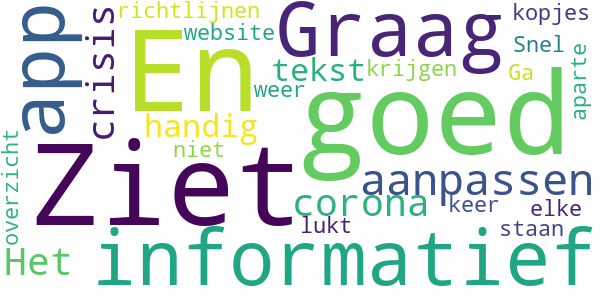 richtlijnen
kopjes
app
crisis
En
website
Graag
Snel
tekst
krijgen
Ga
aparte
weer
goed
handig
niet
overzicht
Ziet
aanpassen
corona
keer
elke
lukt
staan
Het
informatief